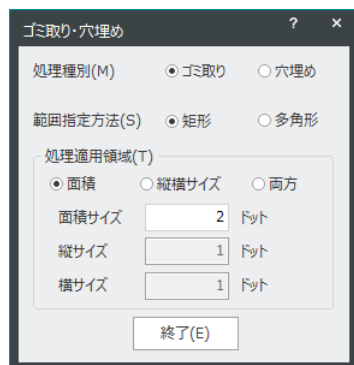 ゴミ取り・穴埋め ? ×
処理種別(M) ゴミ取り 穴埋め
範囲指定方法(S) 矩形 多角形
処理適用領域(T)
面積 縦横サイズ 両方
面積サイズ 2 ドット
縦サイズ 1 ドット
横サイズ 1 ドット
終了(E)